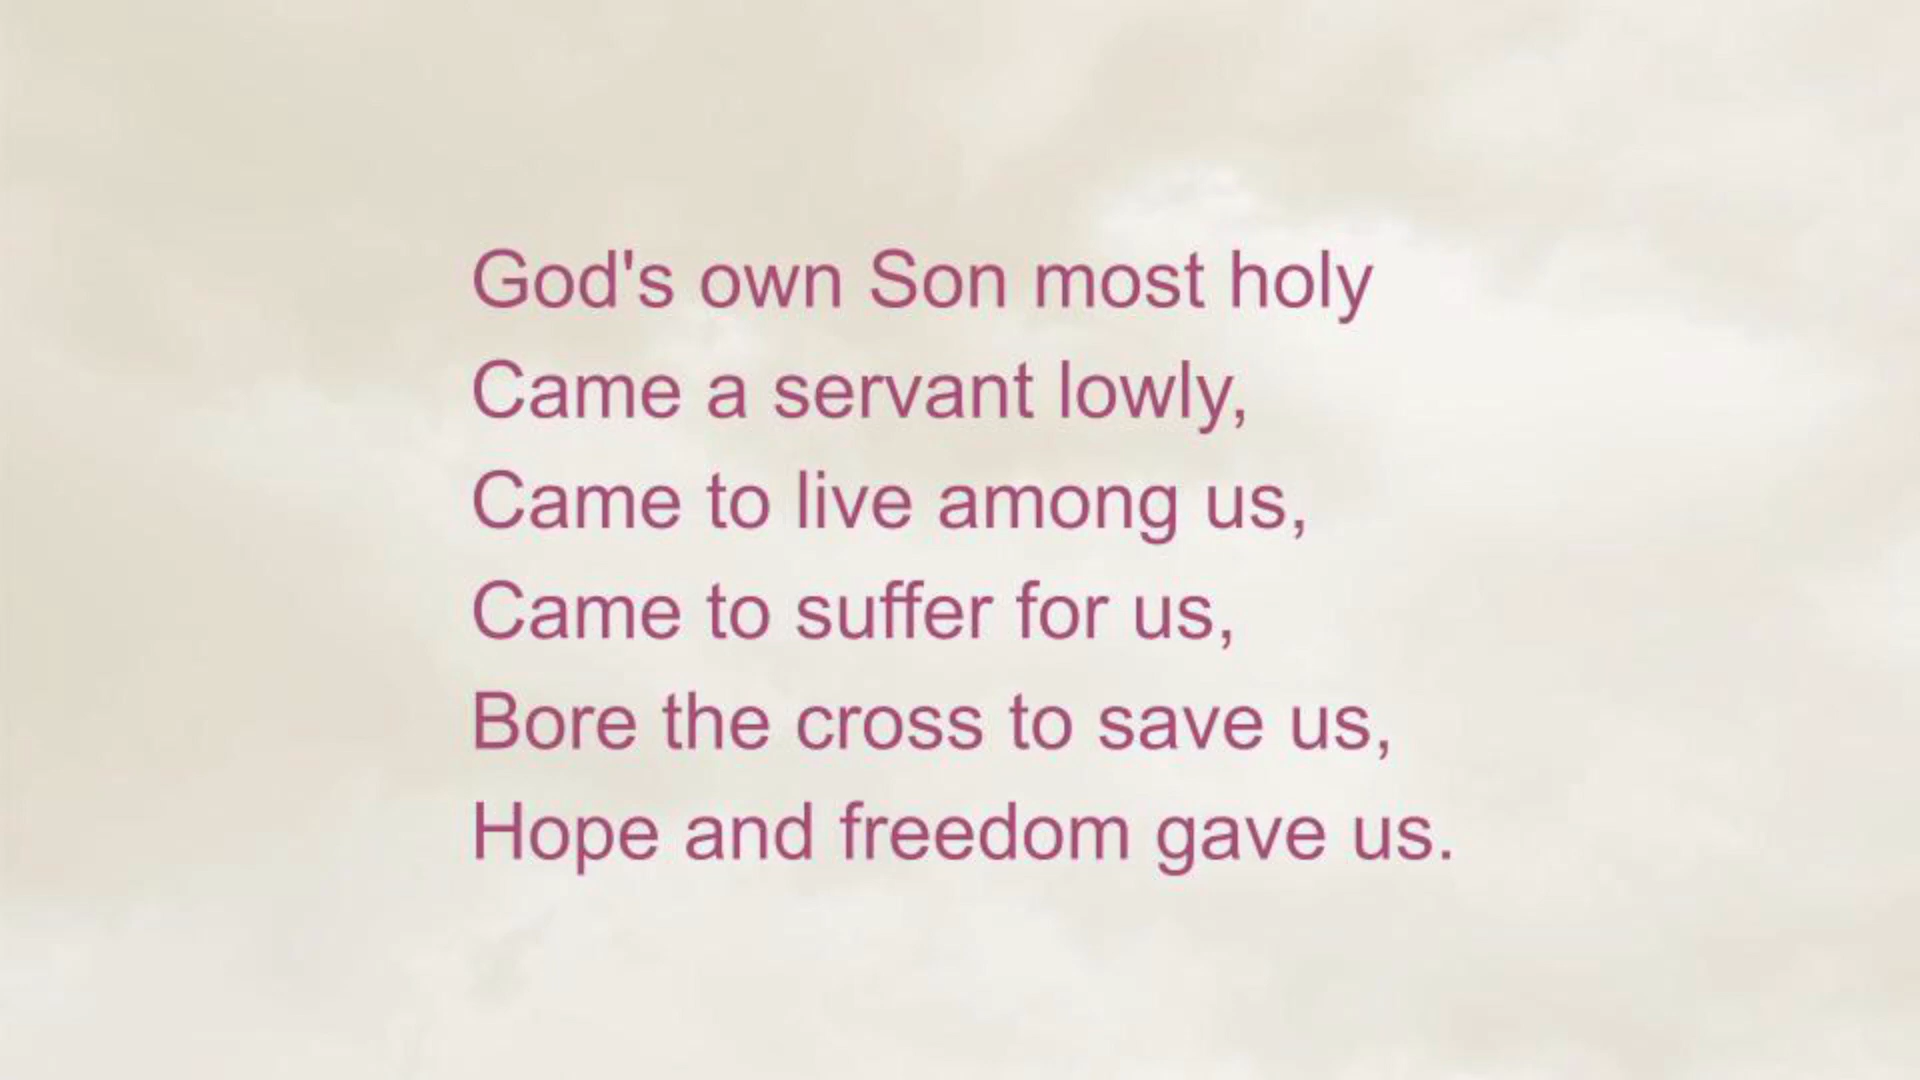 God's own Son most holy
Came a servant lowly,
Came to live among us,
Came to suffer for us,
Bore the cross to save us,
Hope and freedom gave us.